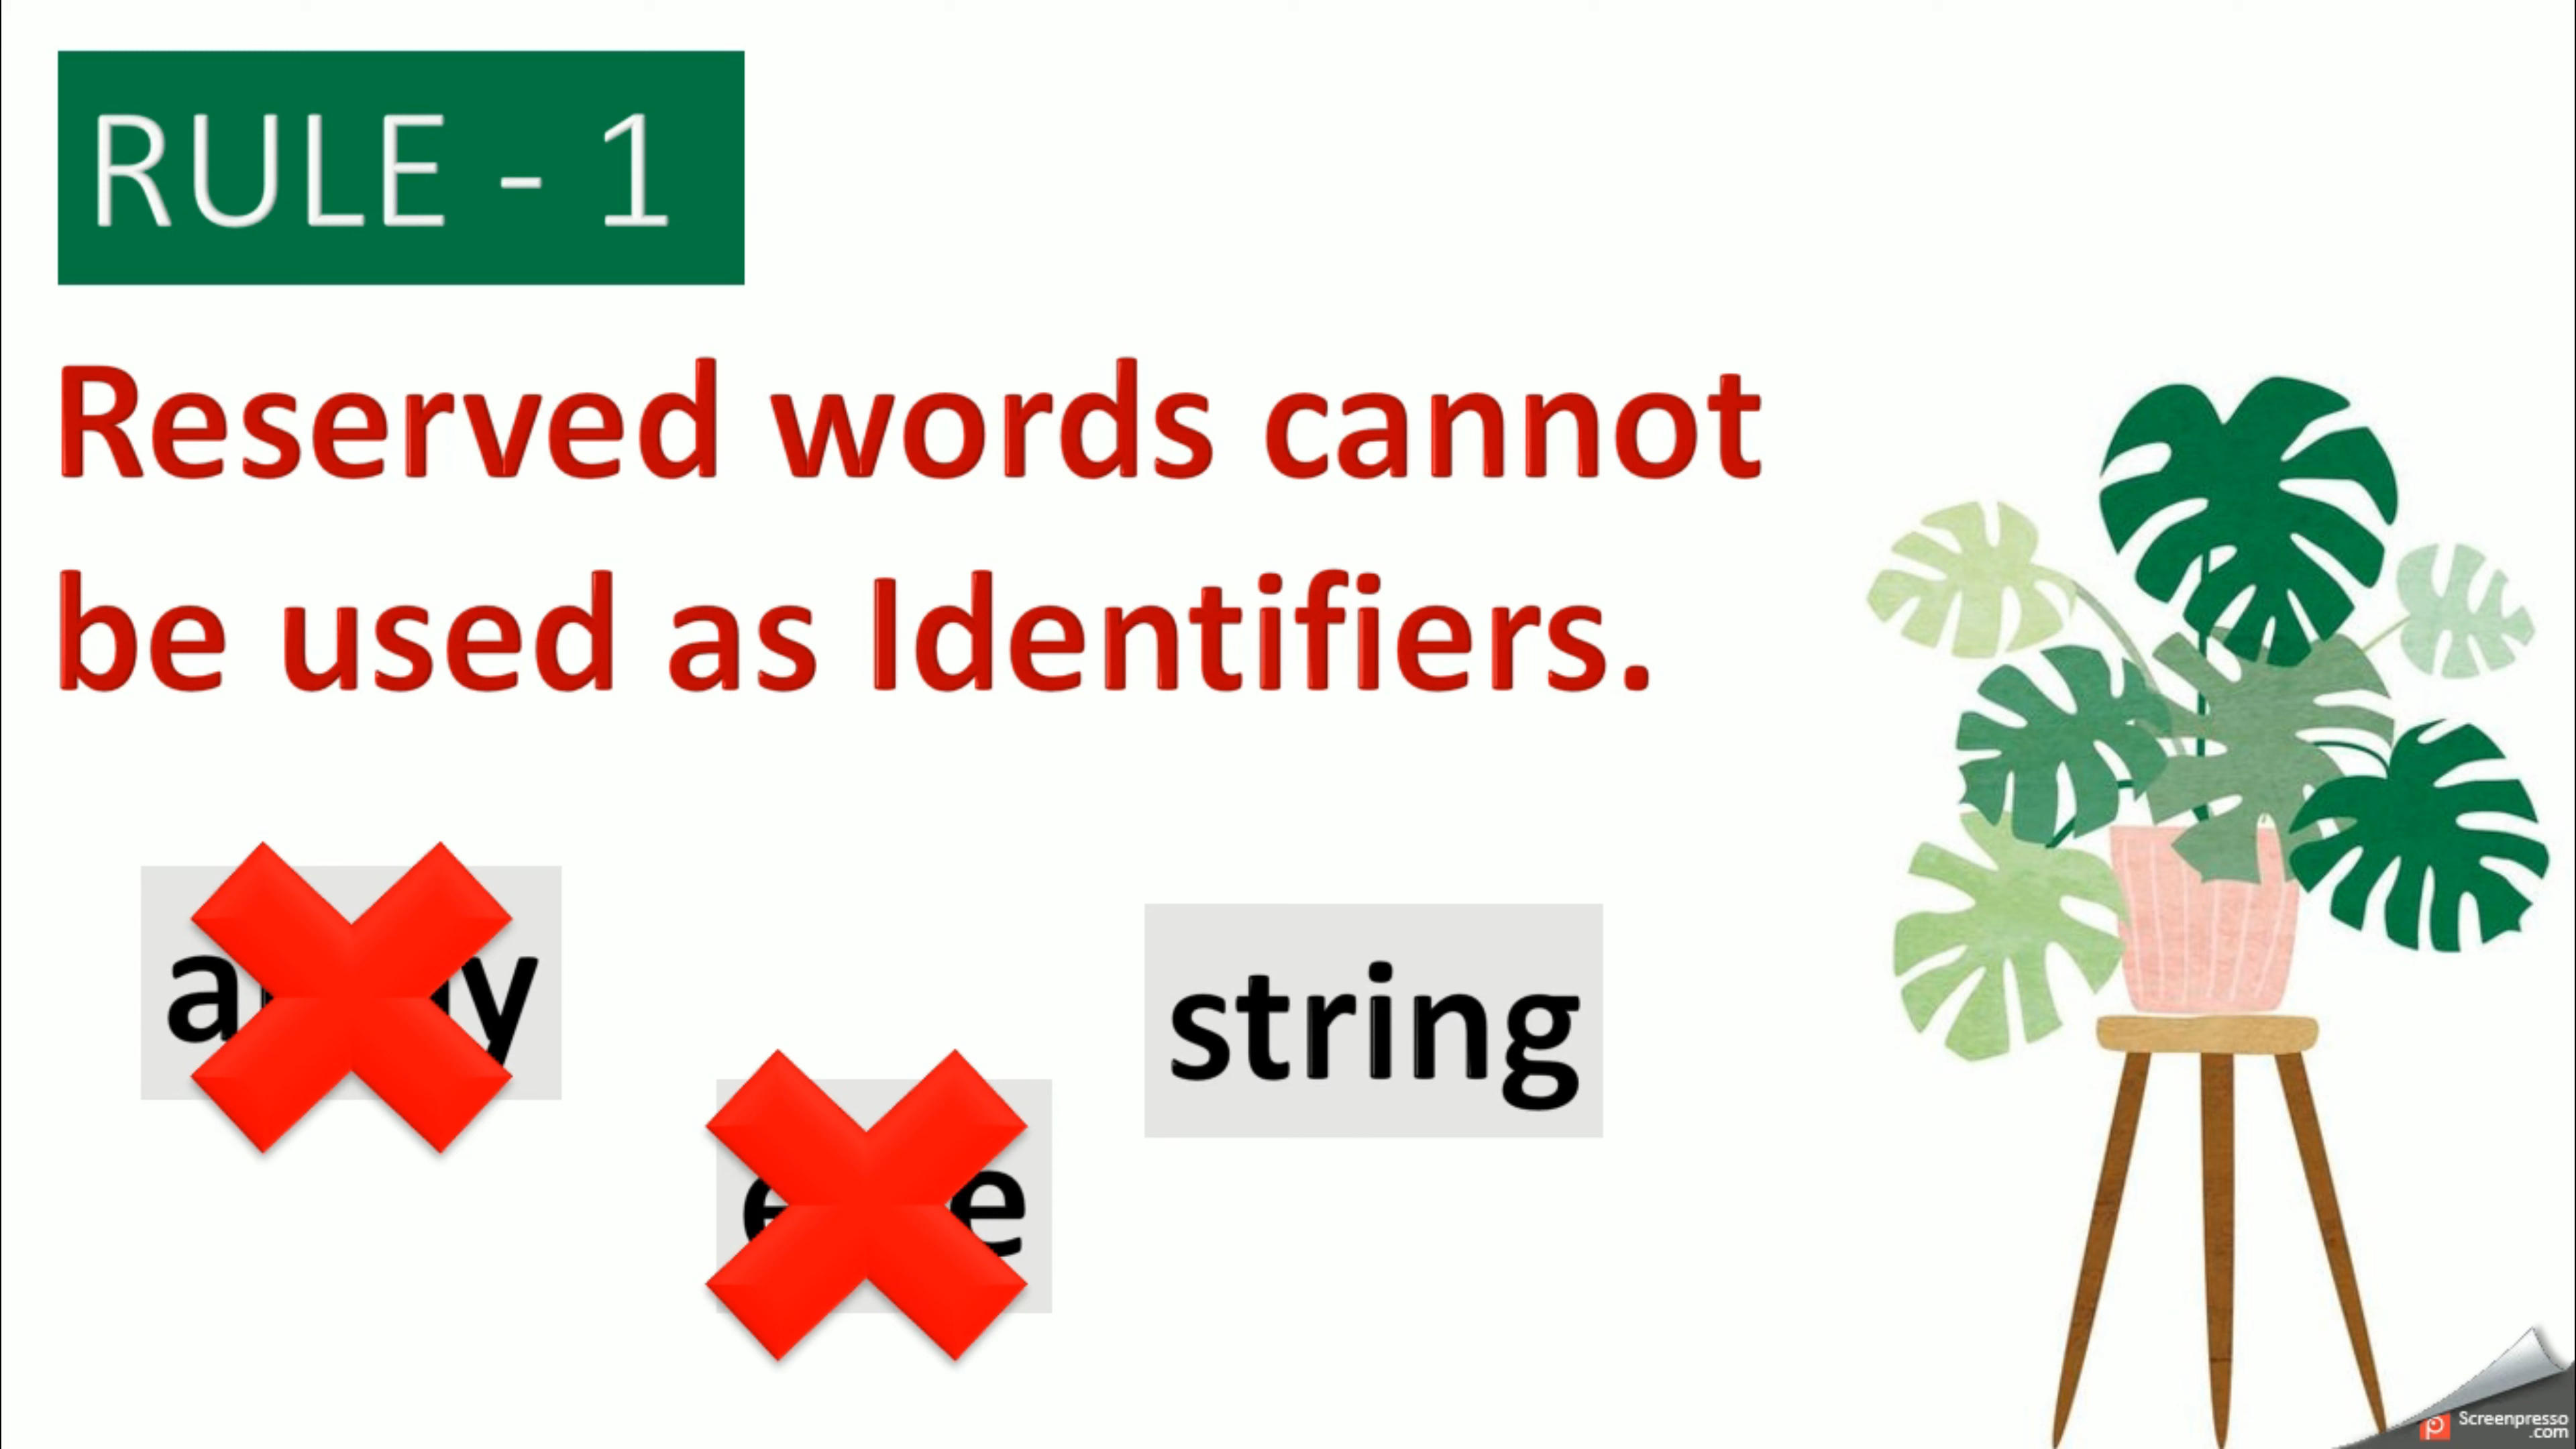 RULE - 1
Reserved words cannot
be used as Identifiers.
string
Screenpresso
.com